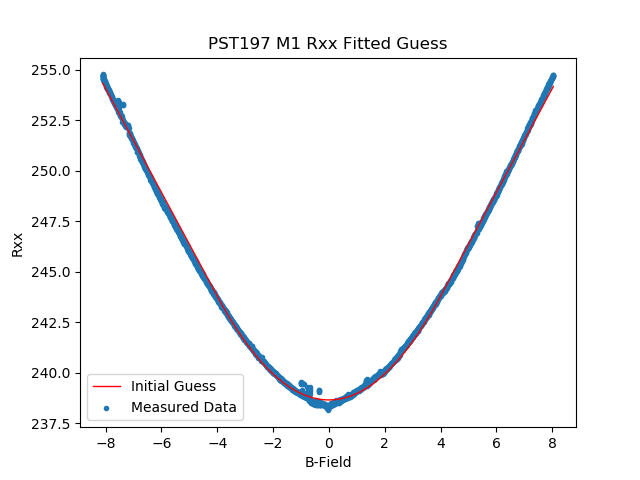 PST197 M1 Rxx Fitted Guess
255.0
252.5
250.0
247.5
245.0
242.5
240.0
237.5
Rxx
Initial Guess
Measured Data
−8 −6 −4 −2 0 2 4 6 8
B-Field